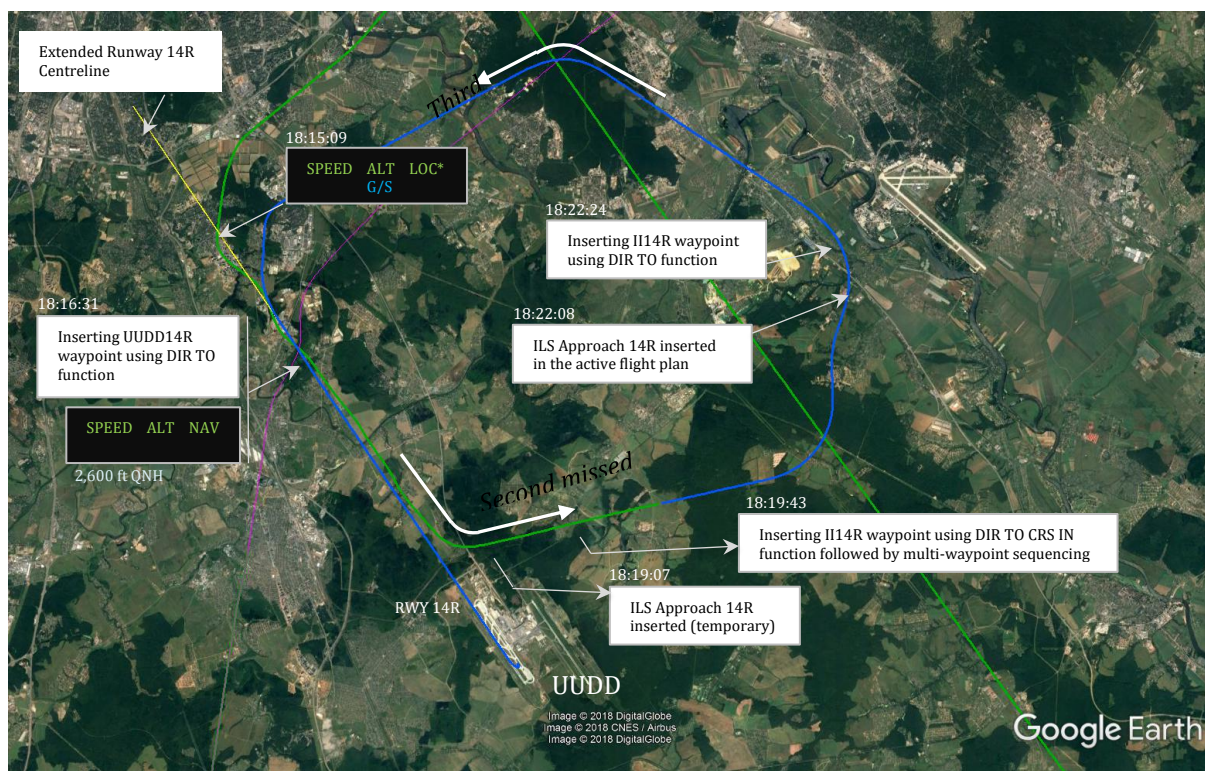 Extended Runway 14R
Centreline
Third
18:15:09
SPEED ALT LOC*
G/S
18:22:24
Inserting II14R waypoint
using DIR TO function
18:16:31
Inserting UUDD14R
waypoint using DIR TO
function
18:22:08
ILS Approach 14R inserted
in the active flight plan
SPEED ALT NAV
2,600 ft QNH
Second missed
18:19:43
Inserting II14R waypoint using DIR TO CRS IN
function followed by multi-waypoint sequencing
18:19:07
ILS Approach 14R
inserted (temporary)
RWY 14R
UUDD
Image © 2018 DigitalGlobe
Image © 2018 CNES / Airbus
Image © 2018 DigitalGlobe
Google Earth